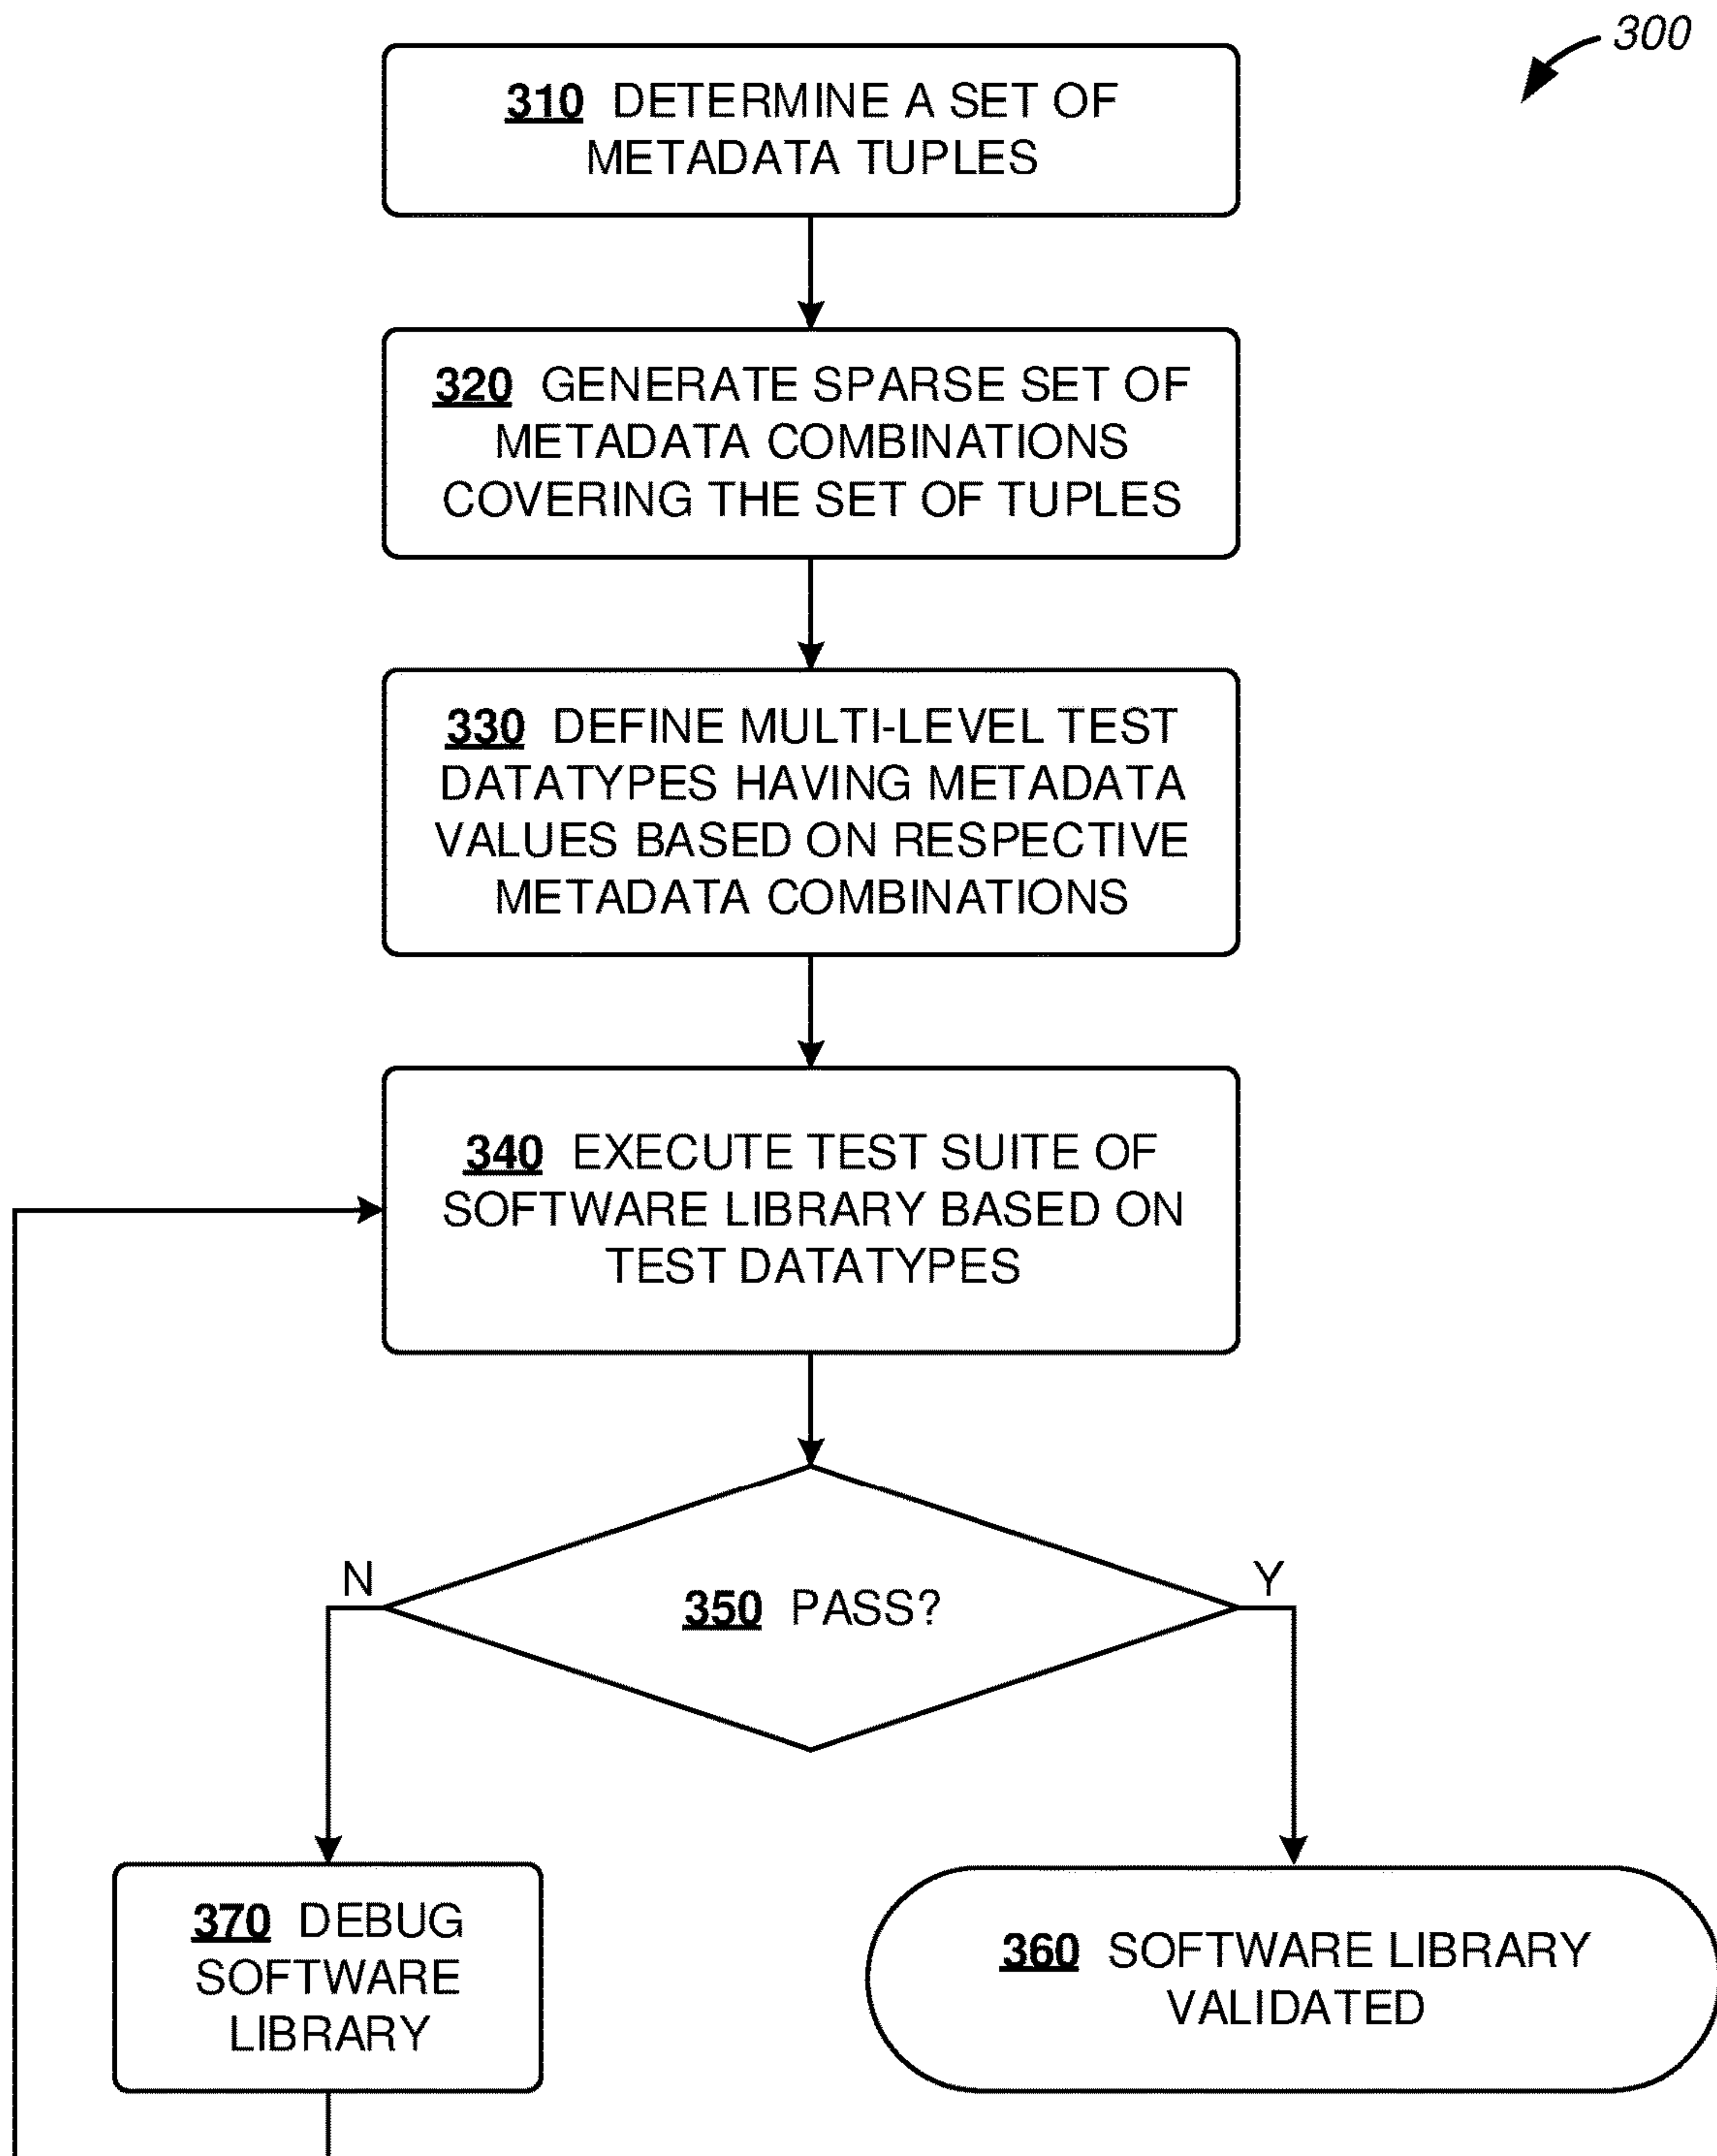 300
310 DETERMINE A SET OF
METADATA TUPLES
320 GENERATE SPARSE SET OF
METADATA COMBINATIONS
COVERING THE SET OF TUPLES
330 DEFINE MULTI-LEVEL TEST
DATATYPES HAVING METADATA
VALUES BASED ON RESPECTIVE
METADATA COMBINATIONS
340 EXECUTE TEST SUITE OF
SOFTWARE LIBRARY BASED ON
TEST DATATYPES
N
Y
350 PASS?
370 DEBUG
SOFTWARE
LIBRARY
360 SOFTWARE LIBRARY
VALIDATED